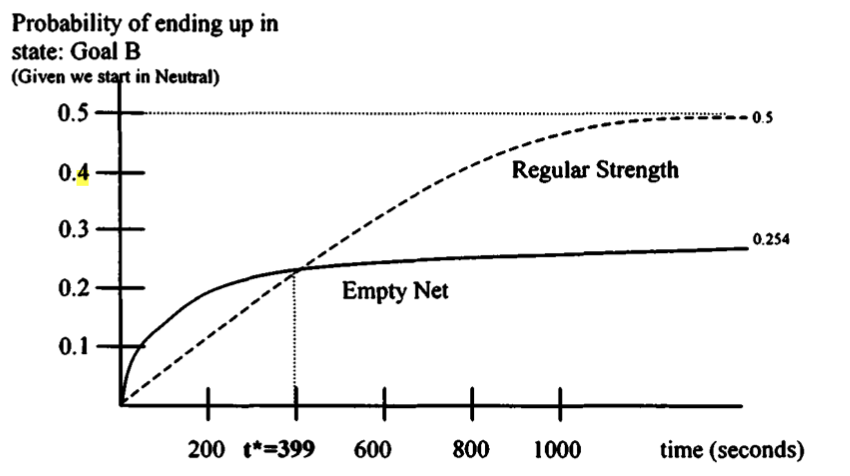 Probability of ending up in
state: Goal B
(Given we start in Neutral)
0.5
0.5
0.4
Regular Strength
0.3
0.254
0.2
Empty Net
0.1
200 t*=399 600 800 1000 time (seconds)